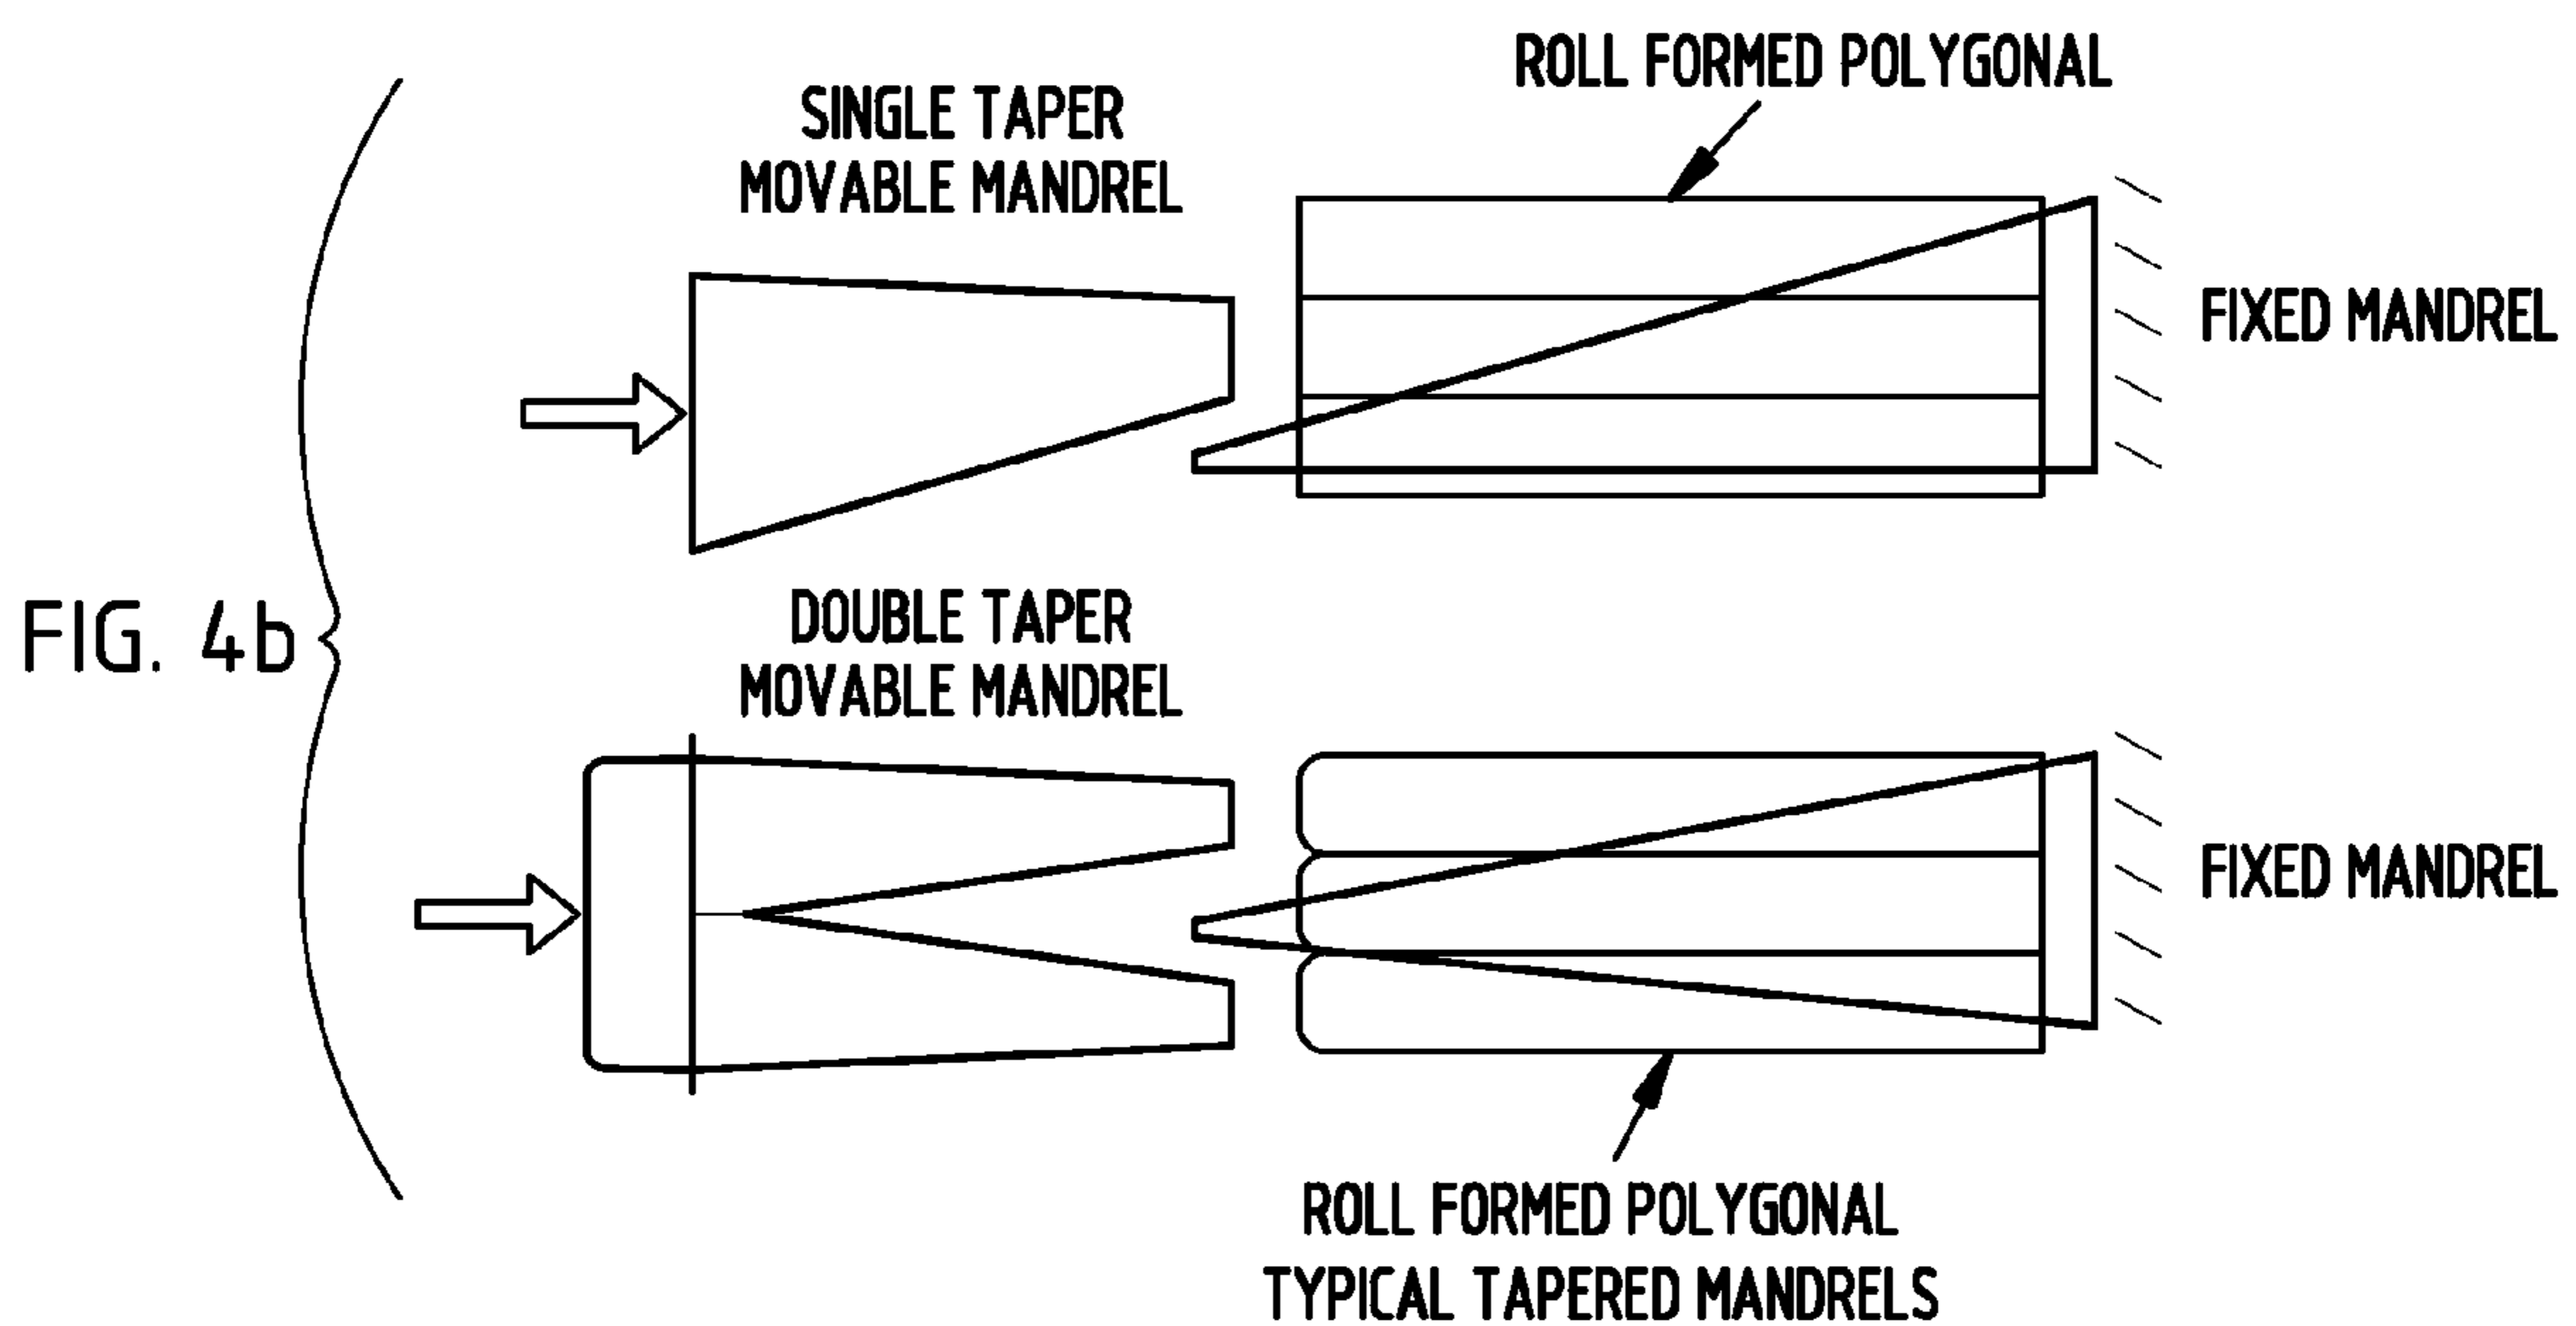 ROLL FORMED POLYGONAL
SINGLE TAPER
MOVABLE MANDREL
FIXED MANDREL
FIG. 4b
DOUBLE TAPER
MOVABLE MANDREL
FIXED MANDREL
ROLL FORMED POLYGONAL
TYPICAL TAPERED MANDRELS